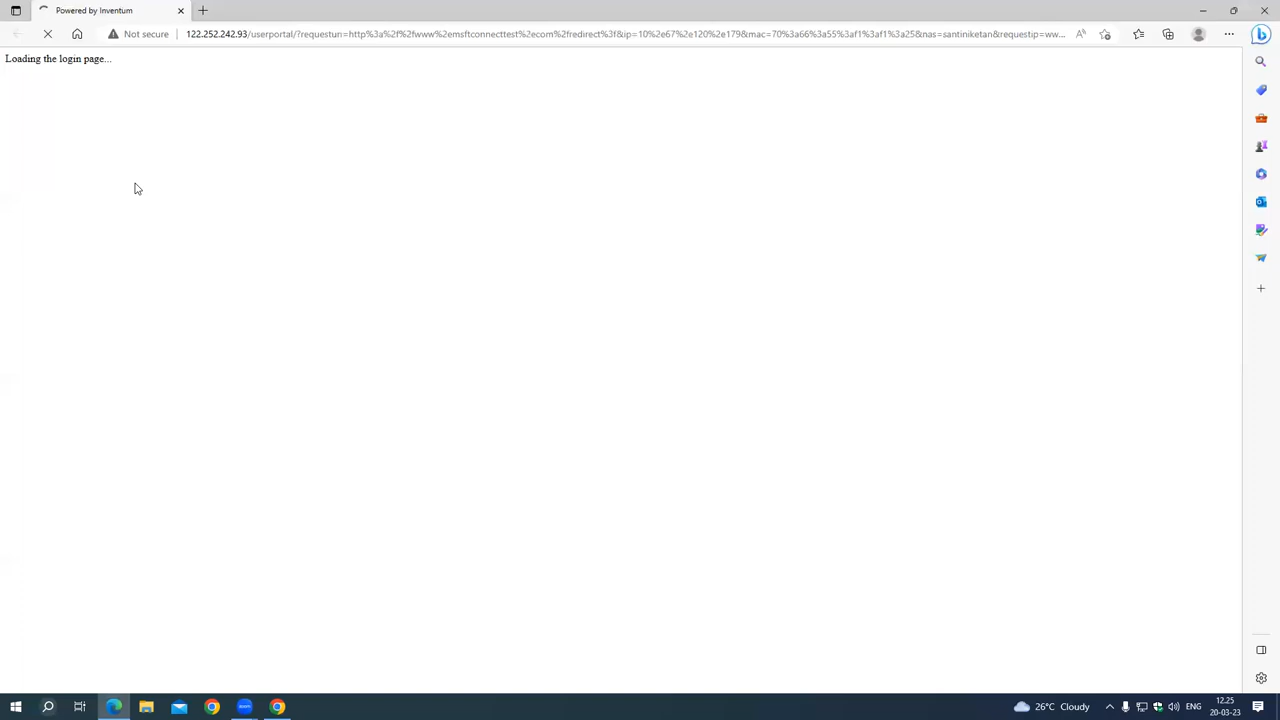 Powered by Inventum
Not secure
122.252.242.93/userportal/?requesturi=http%3a%2f%2fwww%2emsftconnecttest%2ecom%2fredirect%3f&ip=10%2e67%2e120%2e179&mac=70%3a66%3a55%3af1%3af1%3a25&nas=santiniketan&requestip=ww...
Loading the login page...
zoom
26°C Cloudy
ENG
12.25
20-03-23